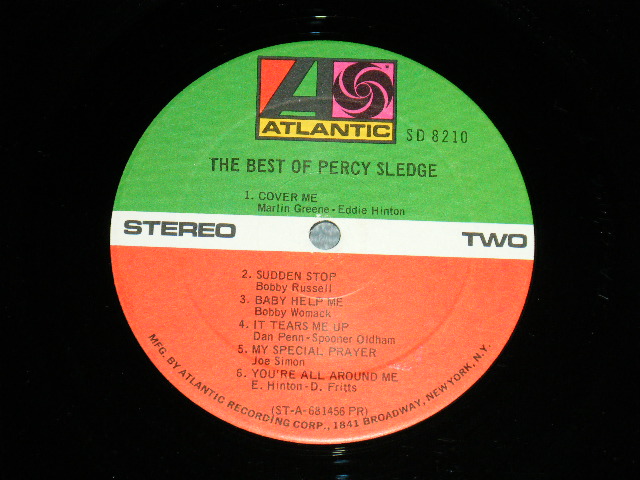 ATLANTIC
SD 8210
THE BEST OF PERCY SLEDGE
1. COVER ME
Marlin Greene - Eddie Hinton
STEREO
TWO
2. SUDDEN STOP
Bobby Russell
3. BABY HELP ME
Bobby Womack
4. IT TEARS ME UP
Dan Penn - Spooner Oldham
5. MY SPECIAL PRAYER
Joe Simon
6. YOU'RE ALL AROUND ME
E. Hinton - D. Fritts
(ST-A-681456 PR)
MFG. BY ATLANTIC RECORDING CORP., 1841 BROADWAY, NEW YORK, N.Y.